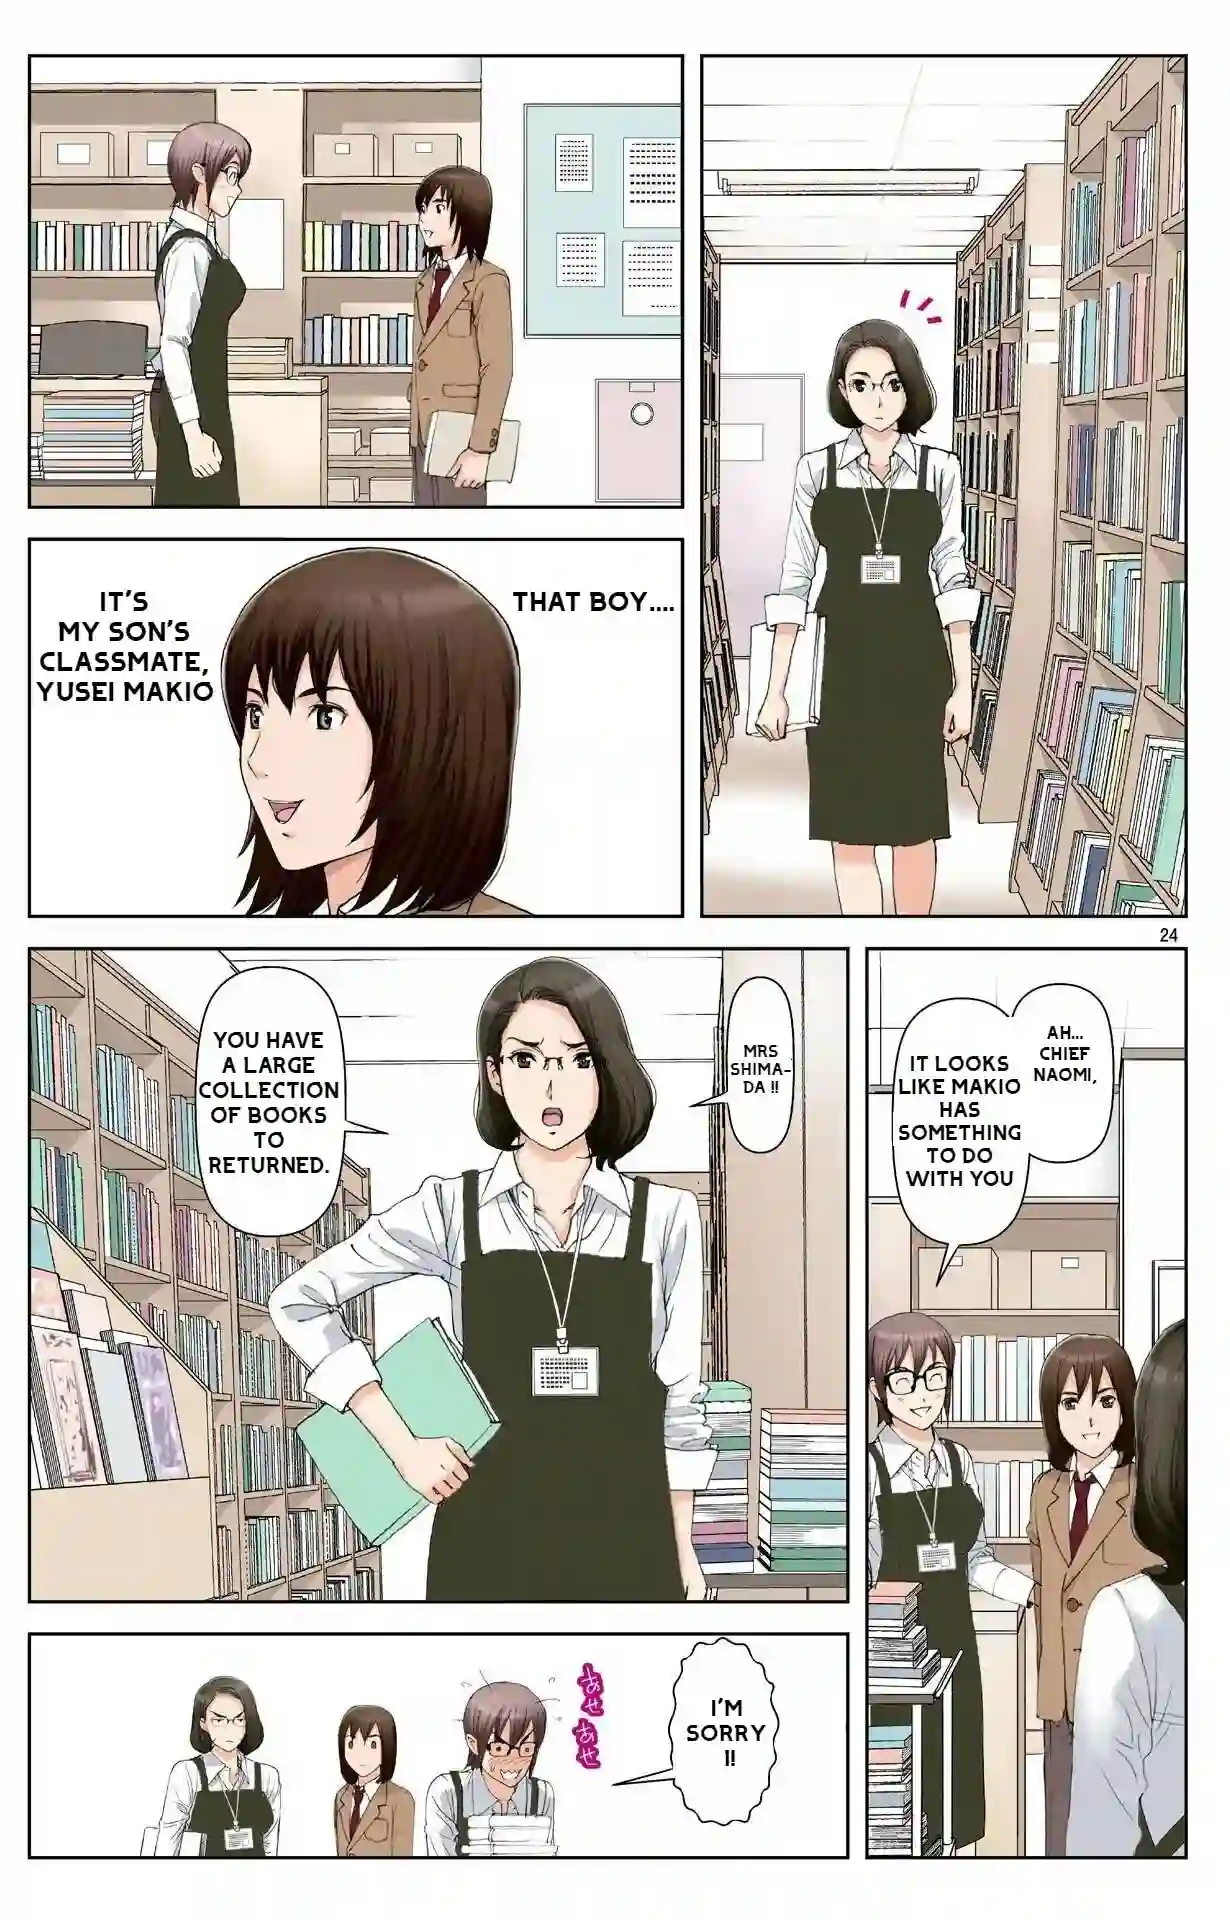 THAT BOY....
IT'S
MY SON'S
CLASSMATE,
YUSEI MAKIO
24
AH...
CHIEF
NAOMI,
IT LOOKS
LIKE MAKIO
HAS
SOMETHING
TO DO
WITH YOU
MRS
SHIMA-
DA !!
YOU HAVE
A LARGE
COLLECTION
OF BOOKS
TO
RETURNED.
I'M
SORRY
!!
あせ
あせ